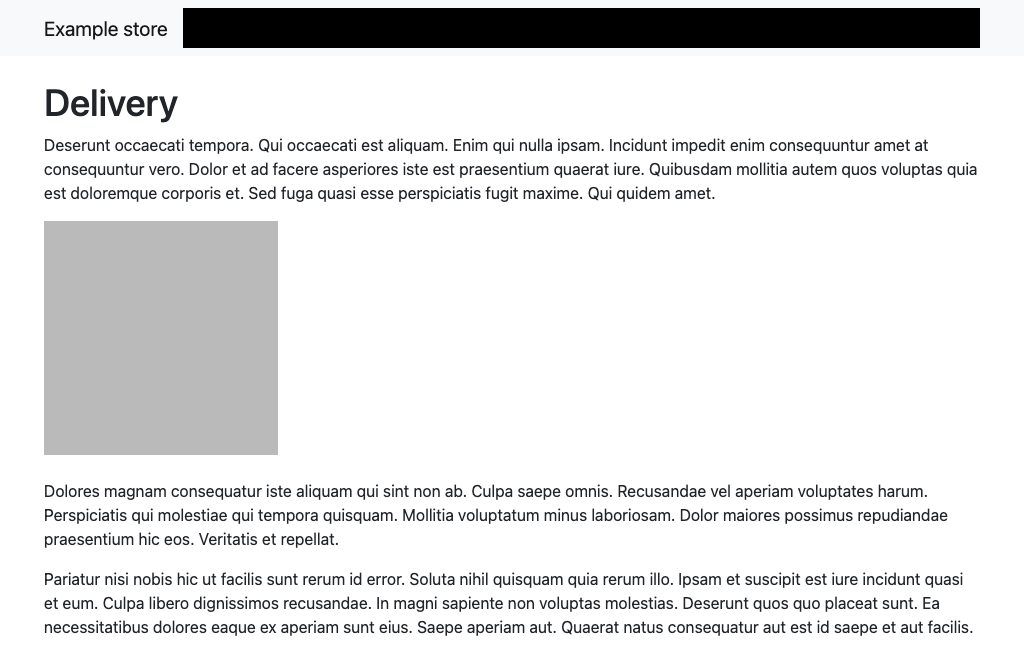 Example store
Delivery
Deserunt occaecati tempora. Qui occaecati est aliquam. Enim qui nulla ipsam. Incidunt impedit enim consequuntur amet at
consequuntur vero. Dolor et ad facere asperiores iste est praesentium quaerat iure. Quibusdam mollitia autem quos voluptas quia
est doloremque corporis et. Sed fuga quasi esse perspiciatis fugit maxime. Qui quidem amet.
Dolores magnam consequatur iste aliquam qui sint non ab. Culpa saepe omnis. Recusandae vel aperiam voluptates harum.
Perspiciatis qui molestiae qui tempora quisquam. Mollitia voluptatum minus laboriosam. Dolor maiores possimus repudiandae
praesentium hic eos. Veritatis et repellat.
Pariatur nisi nobis hic ut facilis sunt rerum id error. Soluta nihil quisquam quia rerum illo. Ipsam et suscipit est iure incidunt quasi
et eum. Culpa libero dignissimos recusandae. In magni sapiente non voluptas molestias. Deserunt quos quo placeat sunt. Ea
necessitatibus dolores eaque ex aperiam sunt eius. Saepe aperiam aut. Quaerat natus consequatur aut est id saepe et aut facilis.